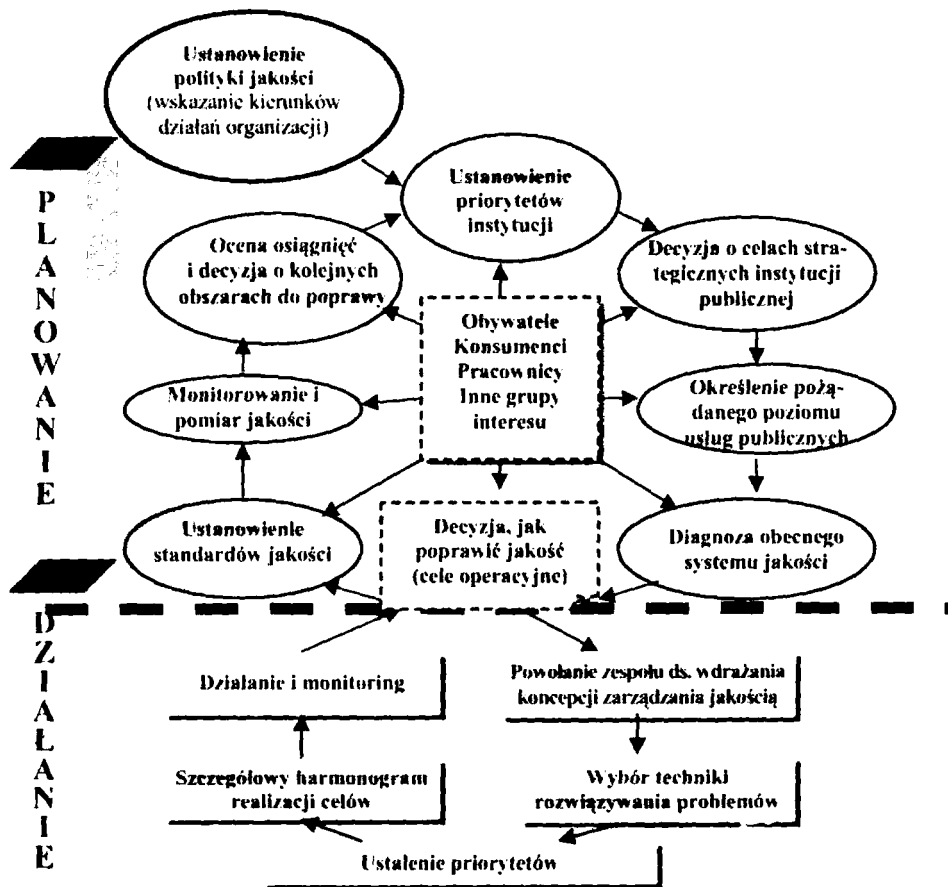 Ustanowienie
polityki jakości
(wskazanie kierunków
działań organizacji)
PLANOWANIE
Ustanowienie
priorytetów
instytucji
Ocena osiągnięć
i decyzja o kolejnych
obszarach do poprawy
Decyzja o celach stra-
tegicznych instytucji
publicznej
Obywatele
Konsumenci
Pracownicy
Inne grupy
interesu
Monitorowanie i
pomiar jakości
Określenie pożą-
danego poziomu
usług publicznych
Ustanowienie
standardów jakości
Decyzja, jak
poprawić jakość
(cele operacyjne)
Diagnoza obecnego
systemu jakości
DZIAŁANIE
Działanie i monitoring
Powołanie zespołu ds. wdrażania
koncepcji zarządzania jakością
Szczegółowy harmonogram
realizacji celów
Wybór techniki
rozwiązywania problemów
Ustalenie priorytetów